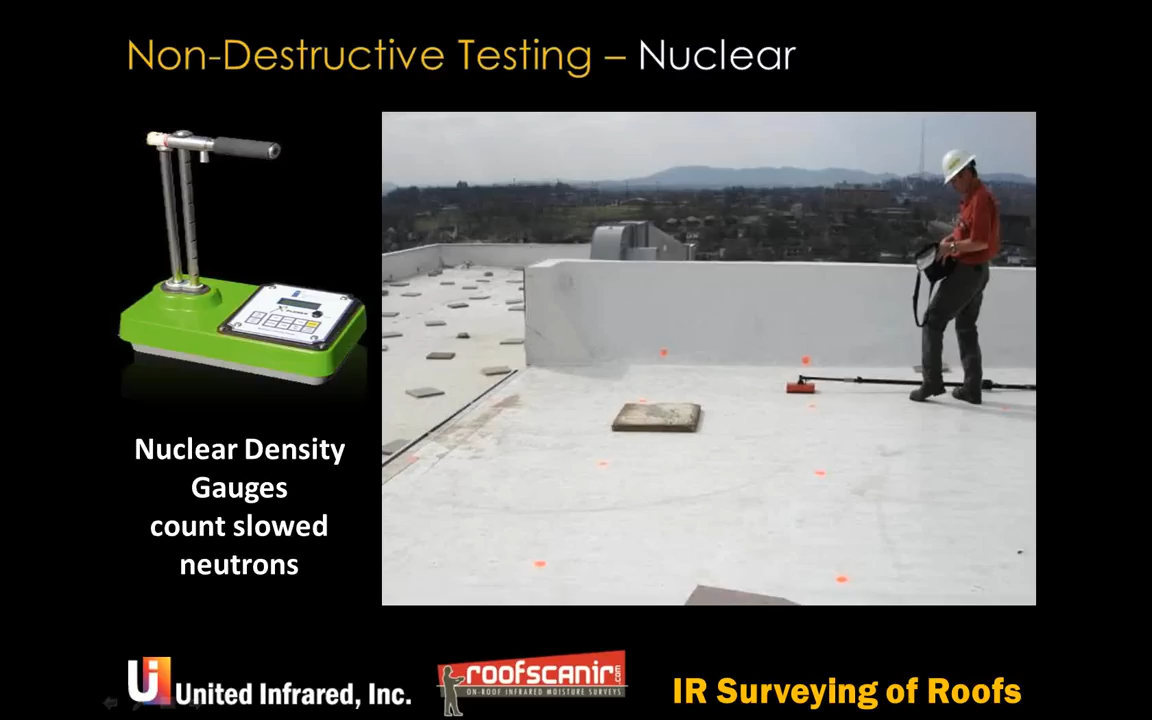 Non-Destructive Testing – Nuclear
Nuclear Density
Gauges
count slowed
neutrons
Ui United Infrared, Inc.
roofscanir.com
ON-ROOF INFRARED MOISTURE SURVEYS
IR Surveying of Roofs